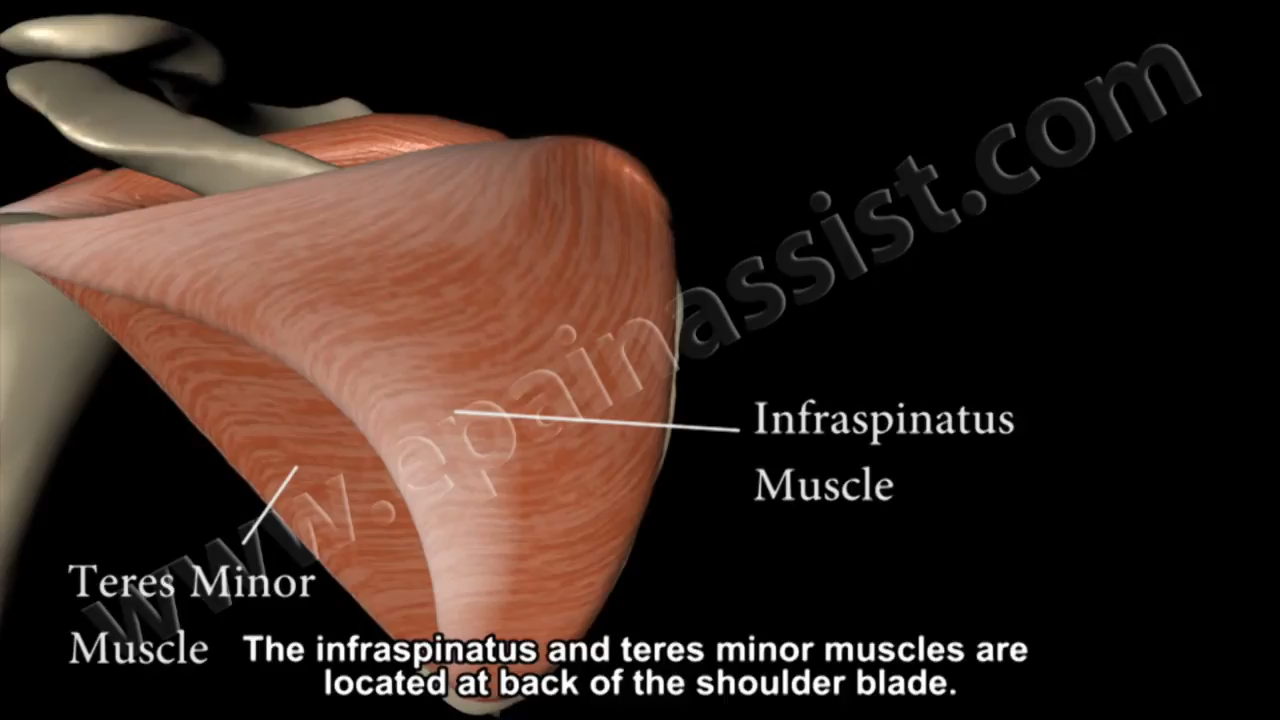 www.epainassist.com
Infraspinatus
Muscle
Teres Minor
Muscle
The infraspinatus and teres minor muscles are
located at back of the shoulder blade.